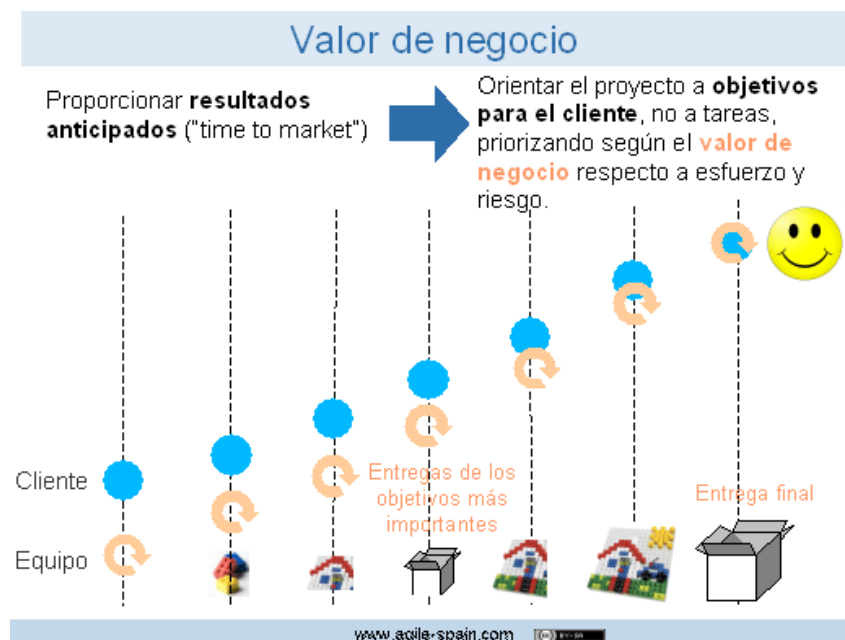 Valor de negocio
Proporcionar resultados
anticipados ("time to market")
Orientar el proyecto a objetivos
para el cliente, no a tareas,
priorizando según el valor de
negocio respecto a esfuerzo y
riesgo.
Cliente
Entregas de los
objetivos más
importantes
Entrega final
Equipo
www.agile-spain.com